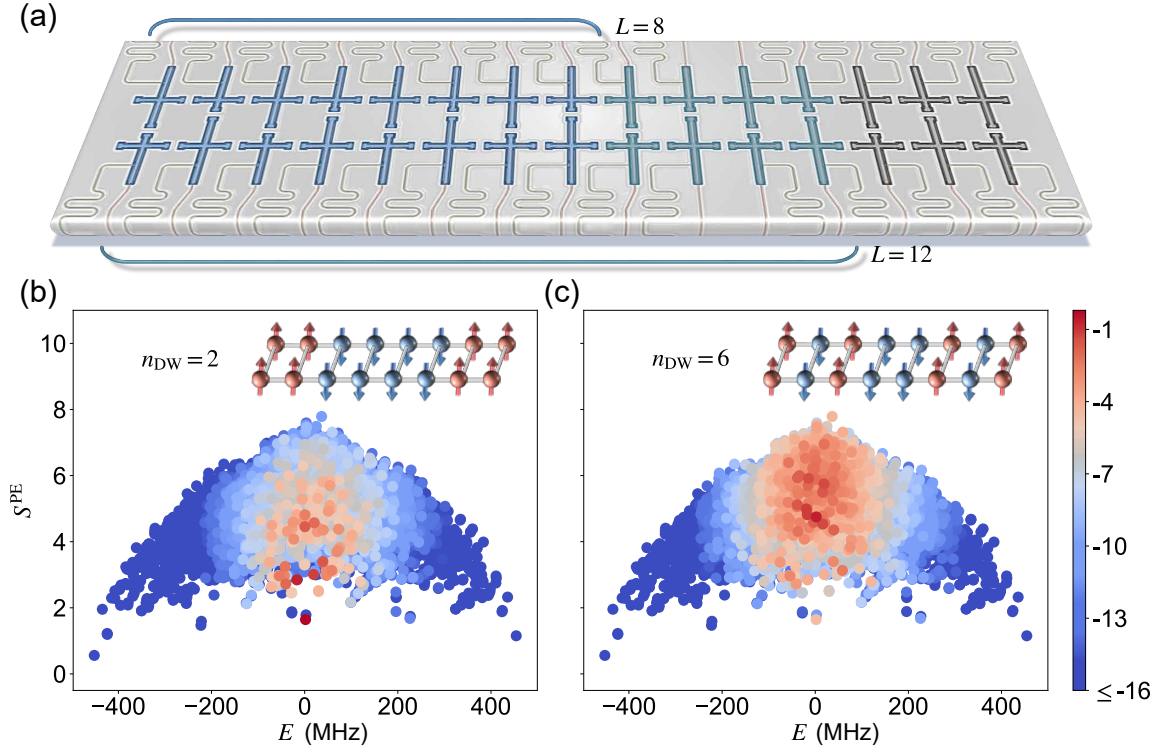 (a)
L = 8
L = 12
(b)
(c)
n_DW = 2
n_DW = 6
10
8
6
4
2
0
S^PE
−400
−200
0
200
400
E (MHz)
−400
−200
0
200
400
E (MHz)
-1
-4
-7
-10
-13
≤ -16